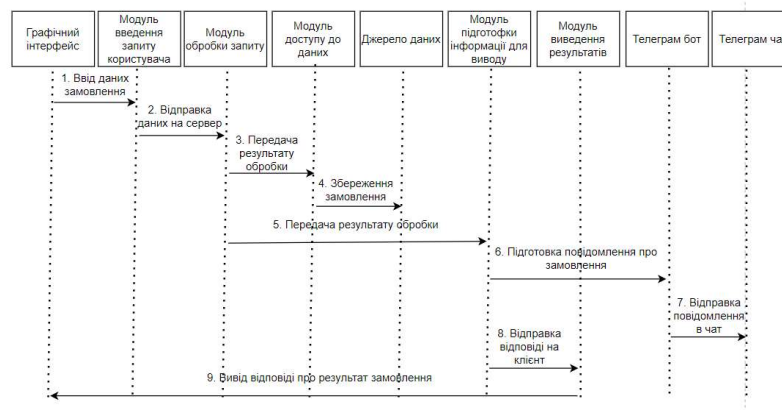 Графічний
інтерфейс
Модуль
введення
запиту
користувача
Модуль
обробки запиту
Модуль
доступу до
даних
Джерело даних
Модуль
підготофки
інформації для
виводу
Модуль
виведення
результатів
Телеграм бот
Телеграм ча
1. Ввід даних
замовлення
2. Відправка
даних на сервер
3. Передача
результату
обробки
4. Збереження
замовлення
5. Передача результату обробки
6. Підготовка повідомлення про
замовлення
7. Відправка
повідомлення
в чат
8. Відправка
відповіді на
клієнт
9. Вивід відповіді про результат замовлення